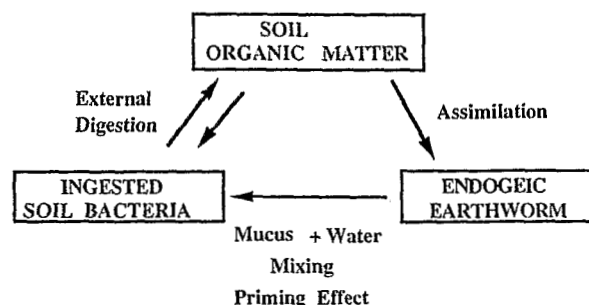 SOIL
ORGANIC MATTER
External
Digestion
Assimilation
INGESTED
SOIL BACTERIA
ENDOGEIC
EARTHWORM
Mucus + Water
Mixing
Priming Effect